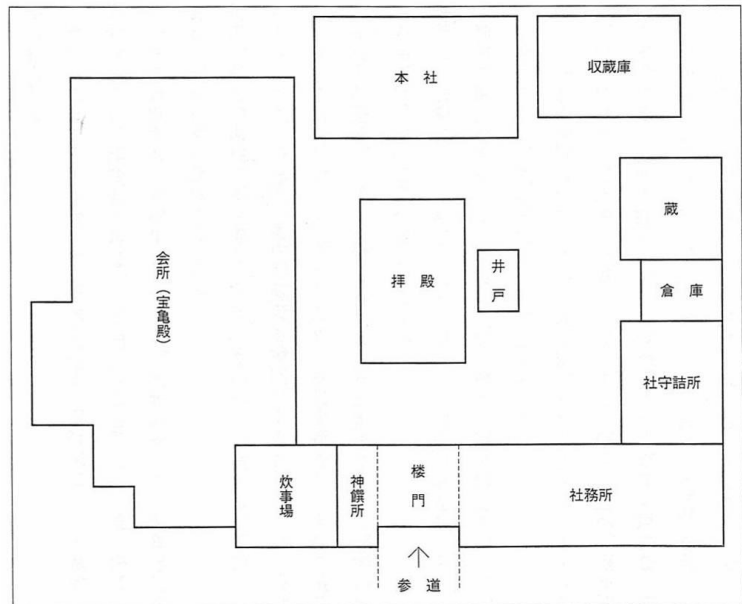 本社
収蔵庫
蔵
会所（宝亀殿）
拝殿
井戸
倉庫
社守詰所
炊事場
神饌所
楼門
社務所
参道